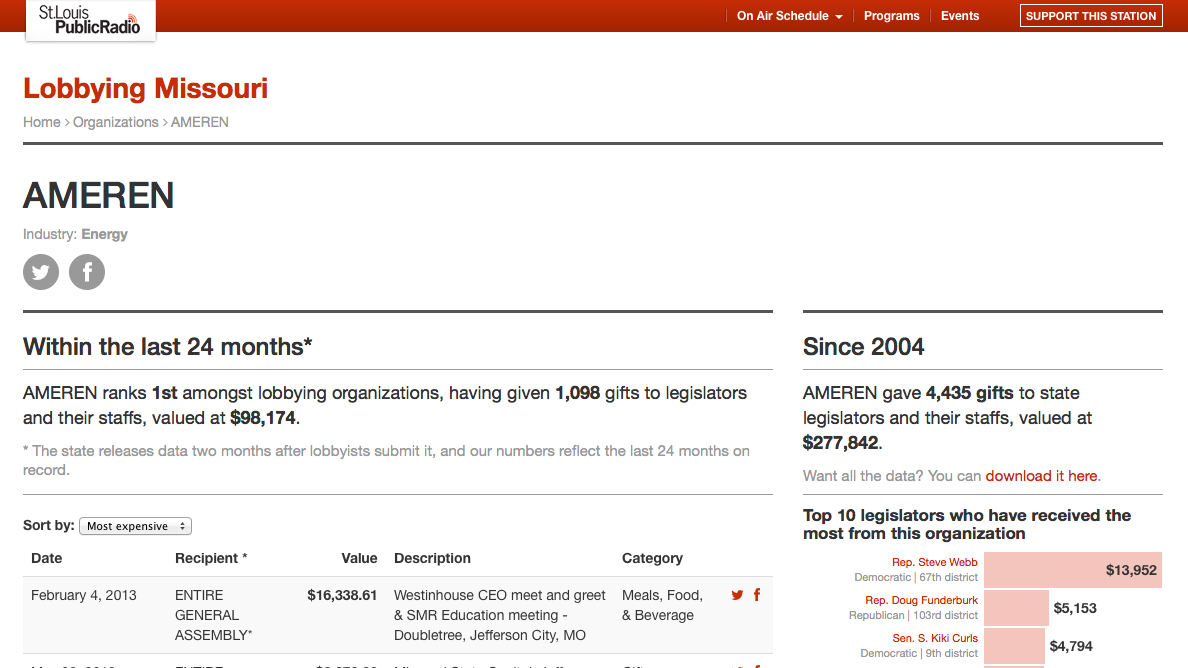 St.Louis
PublicRadio
On Air Schedule
Programs
Events
SUPPORT THIS STATION
Lobbying Missouri
Home > Organizations > AMEREN
AMEREN
Industry: Energy
Within the last 24 months*
AMEREN ranks 1st amongst lobbying organizations, having given 1,098 gifts to legislators
and their staffs, valued at $98,174.
* The state releases data two months after lobbyists submit it, and our numbers reflect the last 24 months on
record.
Sort by: Most expensive
Date Recipient * Value Description Category
February 4, 2013 ENTIRE $16,338.61 Westinhouse CEO meet and greet Meals, Food,
GENERAL & SMR Education meeting - & Beverage
ASSEMBLY* Doubletree, Jefferson City, MO
Since 2004
AMEREN gave 4,435 gifts to state
legislators and their staffs, valued at
$277,842.
Want all the data? You can download it here.
Top 10 legislators who have received the
most from this organization
Rep. Steve Webb
Democratic | 67th district
$13,952
Rep. Doug Funderburk
Republican | 103rd district
$5,153
Sen. S. Kiki Curls
Democratic | 9th district
$4,794